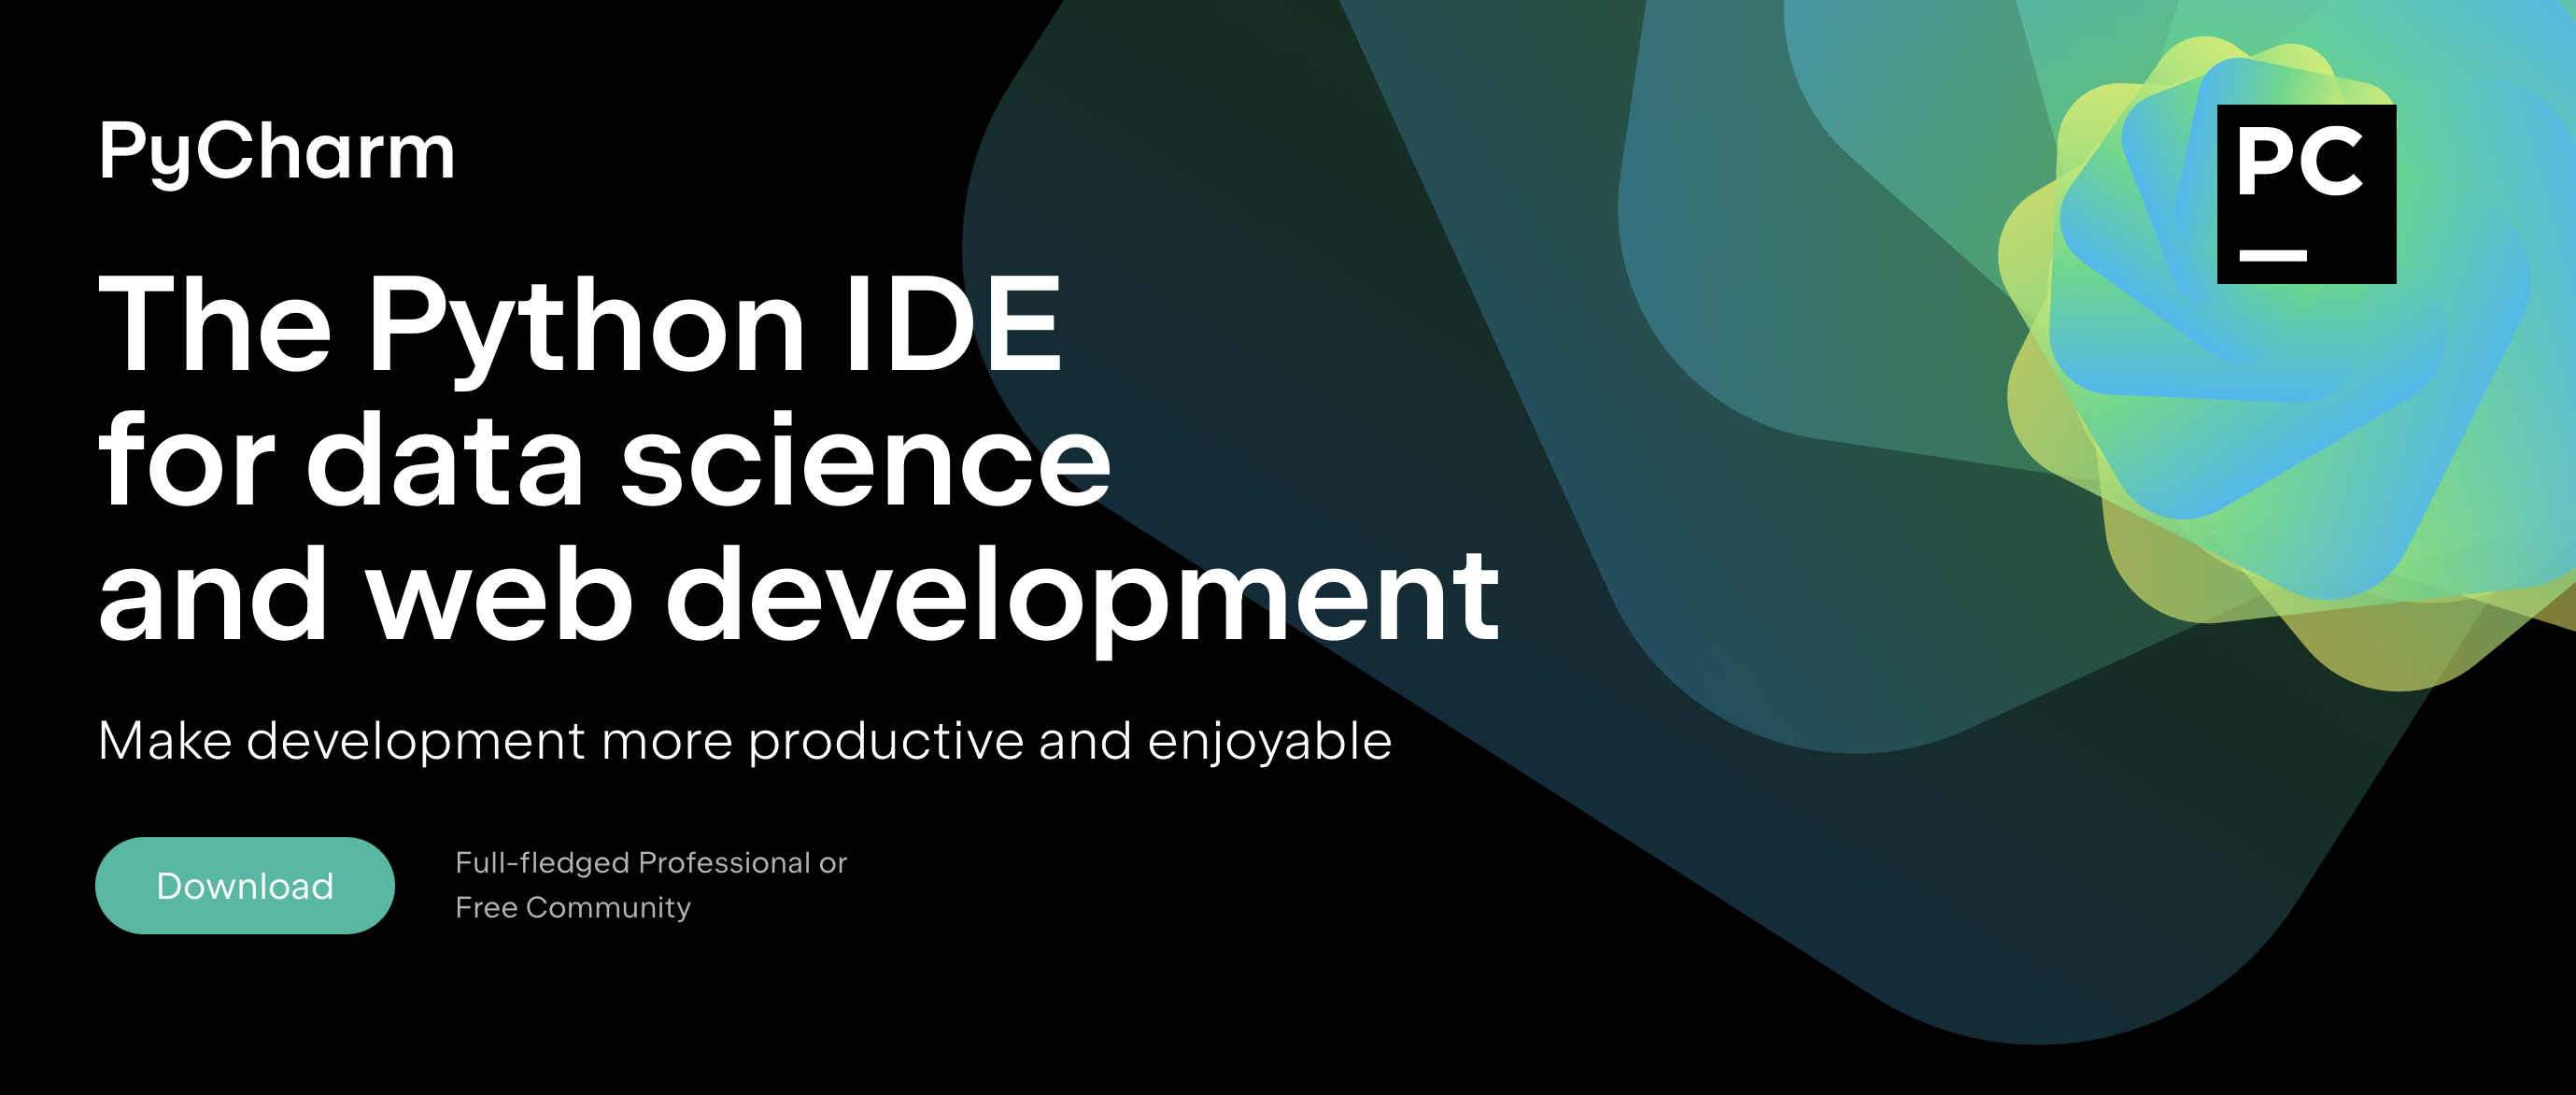 PyCharm
PC
The Python IDE
for data science
and web development
Make development more productive and enjoyable
Download
Full-fledged Professional or
Free Community